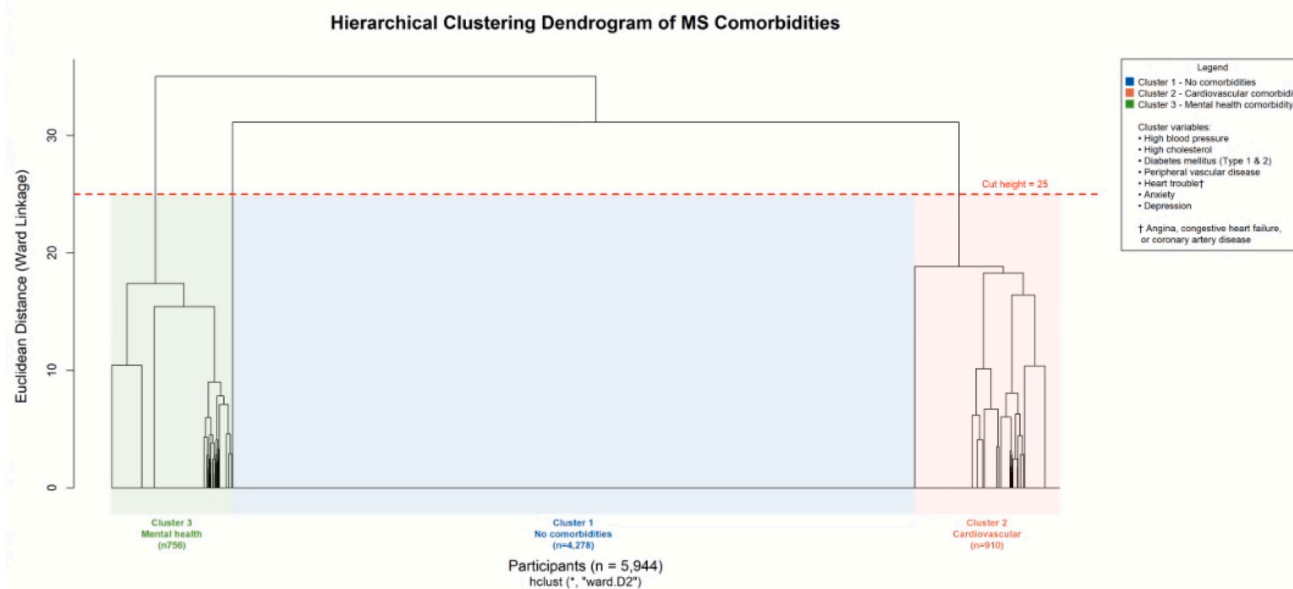 Hierarchical Clustering Dendrogram of MS Comorbidities
Euclidean Distance (Ward Linkage)
30
20
10
0
Cut height = 25
Legend
Cluster 1 - No comorbidities
Cluster 2 - Cardiovascular comorbidi
Cluster 3 - Mental health comorbidity
Cluster variables:
• High blood pressure
• High cholesterol
• Diabetes mellitus (Type 1 & 2)
• Peripheral vascular disease
• Heart trouble†
• Anxiety
• Depression
† Angina, congestive heart failure,
or coronary artery disease
Cluster 3
Mental health
(n756)
Cluster 1
No comorbidities
(n=4,278)
Cluster 2
Cardiovascular
(n=910)
Participants (n = 5,944)
hclust (*, "ward.D2")